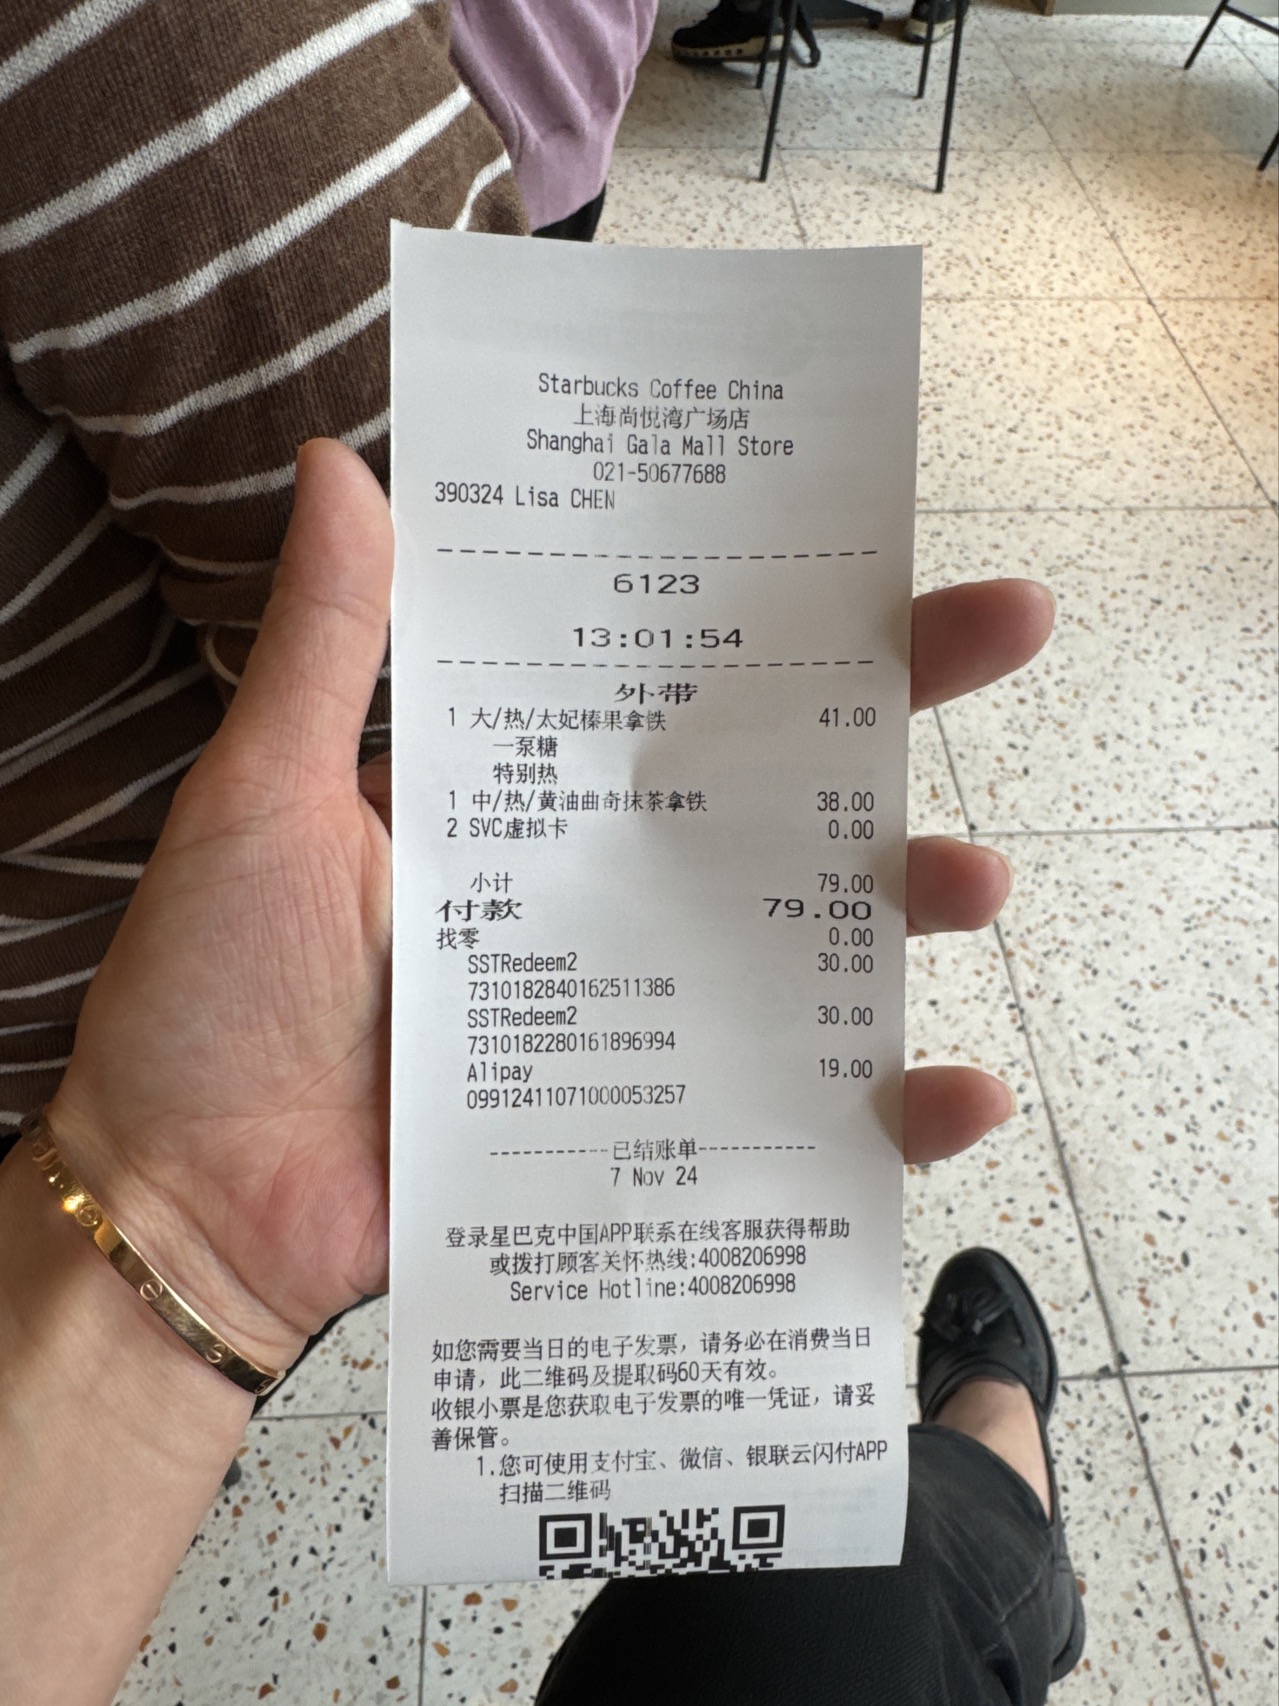 Starbucks Coffee China
上海尚悦湾广场店
Shanghai Gala Mall Store
021-50677688
390324 Lisa CHEN
6123
13:01:54
外带
1 大/热/太妃榛果拿铁 41.00
一泵糖
特别热
1 中/热/黄油曲奇抹茶拿铁 38.00
2 SVC虚拟卡 0.00
小计 79.00
付款 79.00
找零 0.00
SSTRedeem2 30.00
7310182840162511386
SSTRedeem2 30.00
7310182280161896994
Alipay 19.00
09912411071000053257
-----------已结账单-----------
7 Nov 24
登录星巴克中国APP联系在线客服获得帮助
或拨打顾客关怀热线:4008206998
Service Hotline:4008206998
如您需要当日的电子发票，请务必在消费当日
申请，此二维码及提取码60天有效。
收银小票是您获取电子发票的唯一凭证，请妥
善保管。
1.您可使用支付宝、微信、银联云闪付APP
扫描二维码